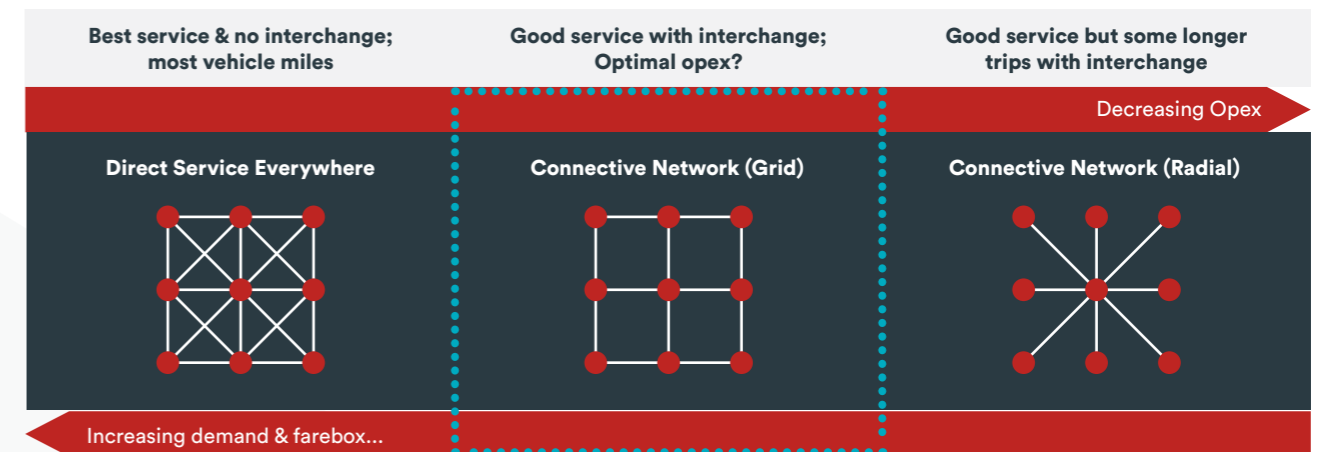 Best service & no interchange;
most vehicle miles
Good service with interchange;
Optimal opex?
Good service but some longer
trips with interchange
Decreasing Opex
Direct Service Everywhere
Connective Network (Grid)
Connective Network (Radial)
Increasing demand & farebox...